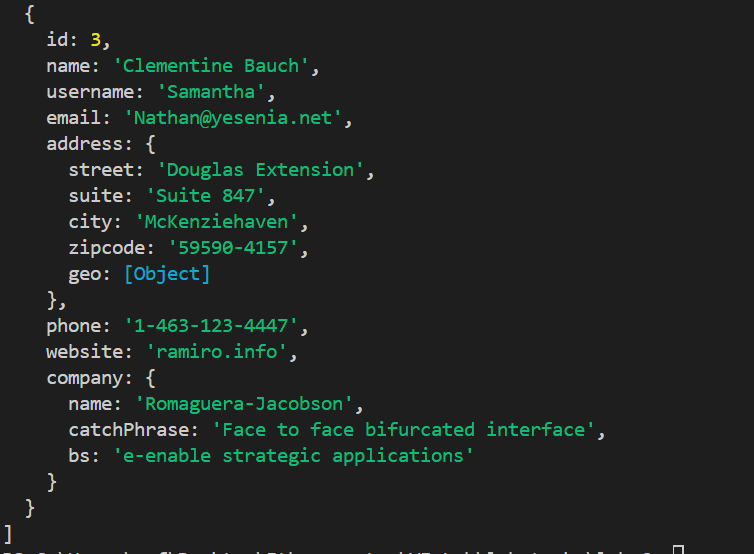 {
id: 3,
name: 'Clementine Bauch',
username: 'Samantha',
email: 'Nathan@yesenia.net',
address: {
street: 'Douglas Extension',
suite: 'Suite 847',
city: 'McKenziehaven',
zipcode: '59590-4157',
geo: [Object]
},
phone: '1-463-123-4447',
website: 'ramiro.info',
company: {
name: 'Romaguera-Jacobson',
catchPhrase: 'Face to face bifurcated interface',
bs: 'e-enable strategic applications'
}
}
]